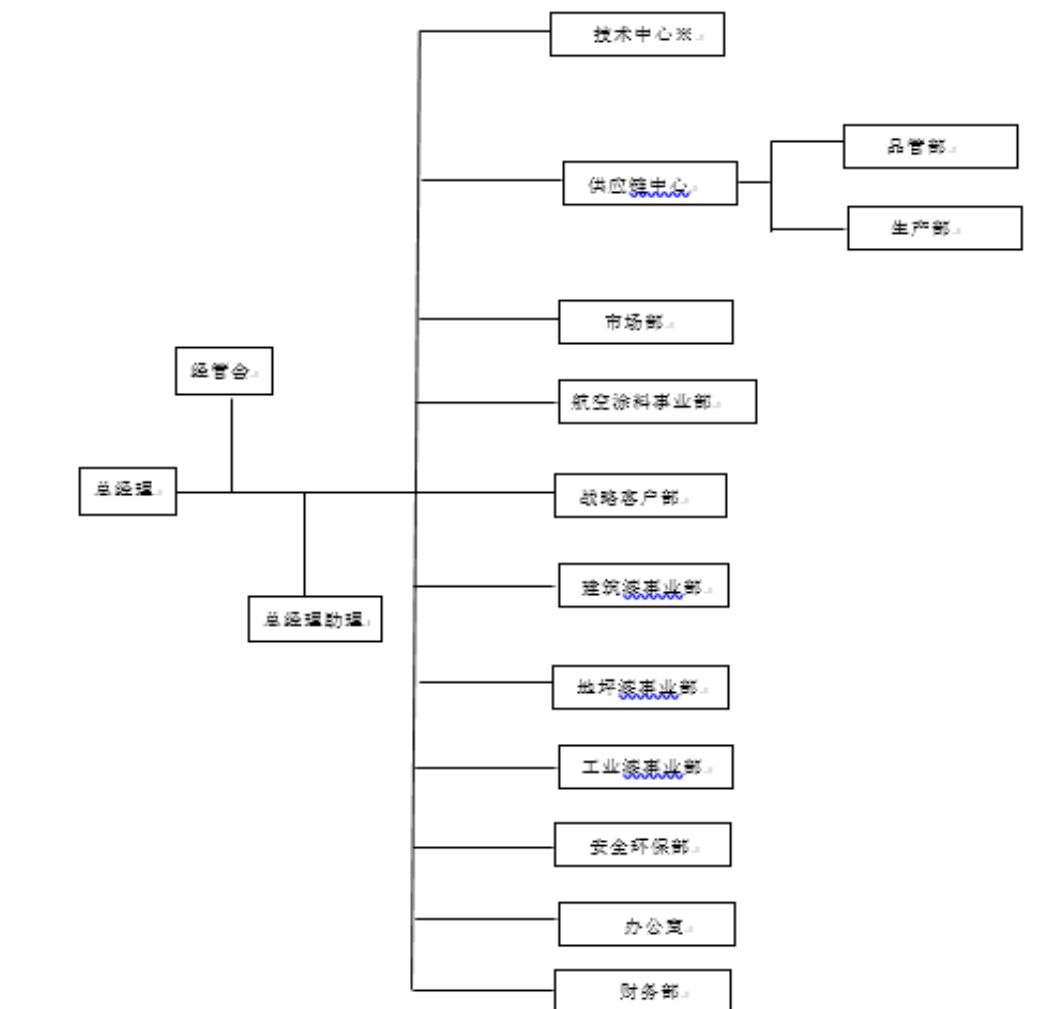 技术中心※
品管部
供应链中心
生产部
市场部
经管会
航空涂料事业部
总经理
战略客户部
建筑漆事业部
总经理助理
地坪漆事业部
工业漆事业部
安全环保部
办公室
财务部